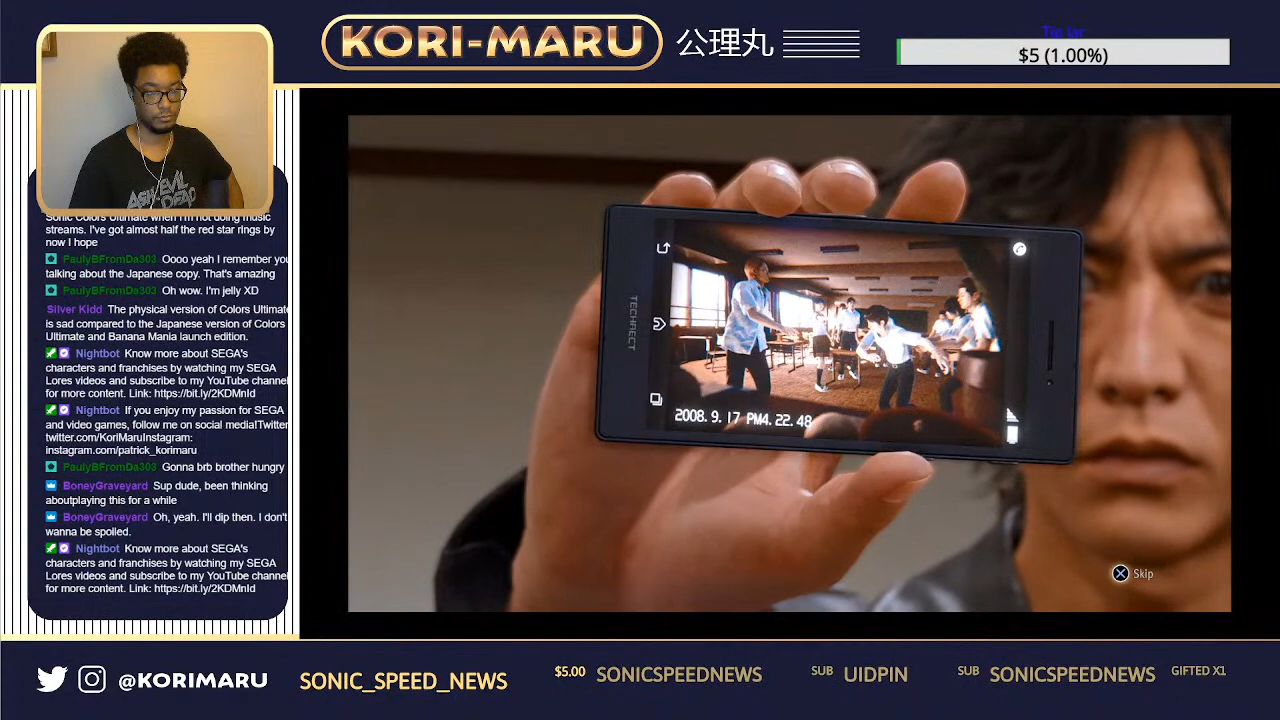 KORI-MARU 公理丸
Tip jar
$5 (1.00%)
ASH EVIL
DEAD
Sonic Colors Ultimate when I'm not doing music
streams. I've got almost half the red star rings by
now I hope
PaulyBFromDa303 Oooo yeah I remember you
talking about the Japanese copy. That's amazing
PaulyBFromDa303 Oh wow. I'm jelly XD
Silver Kidd The physical version of Colors Ultimate
is sad compared to the Japanese version of Colors
Ultimate and Banana Mania launch edition.
Nightbot Know more about SEGA's
characters and franchises by watching my SEGA
Lores videos and subscribe to my YouTube channel
for more content. Link: https://bit.ly/2KDMnId
Nightbot If you enjoy my passion for SEGA
and video games, follow me on social media!Twitter:
twitter.com/KoriMaruInstagram:
instagram.com/patrick_korimaru
PaulyBFromDa303 Gonna brb brother hungry
BoneyGraveyard Sup dude, been thinking
aboutplaying this for a while
BoneyGraveyard Oh, yeah. I'll dip then. I don't
wanna be spoiled.
Nightbot Know more about SEGA's
characters and franchises by watching my SEGA
Lores videos and subscribe to my YouTube channel
for more content. Link: https://bit.ly/2KDMnId
TECHRECT
2008. 9. 17 PM4. 22. 48
Skip
@KORIMARU
SONIC_SPEED_NEWS
$5.00 SONICSPEEDNEWS SUB UIDPIN SUB SONICSPEEDNEWS GIFTED X1